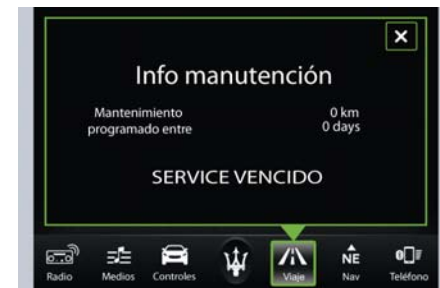 Info manutención
Mantenimiento 0 km
programado entre 0 days
SERVICE VENCIDO
NE
Radio Medios Controles Viaje Nav Teléfono